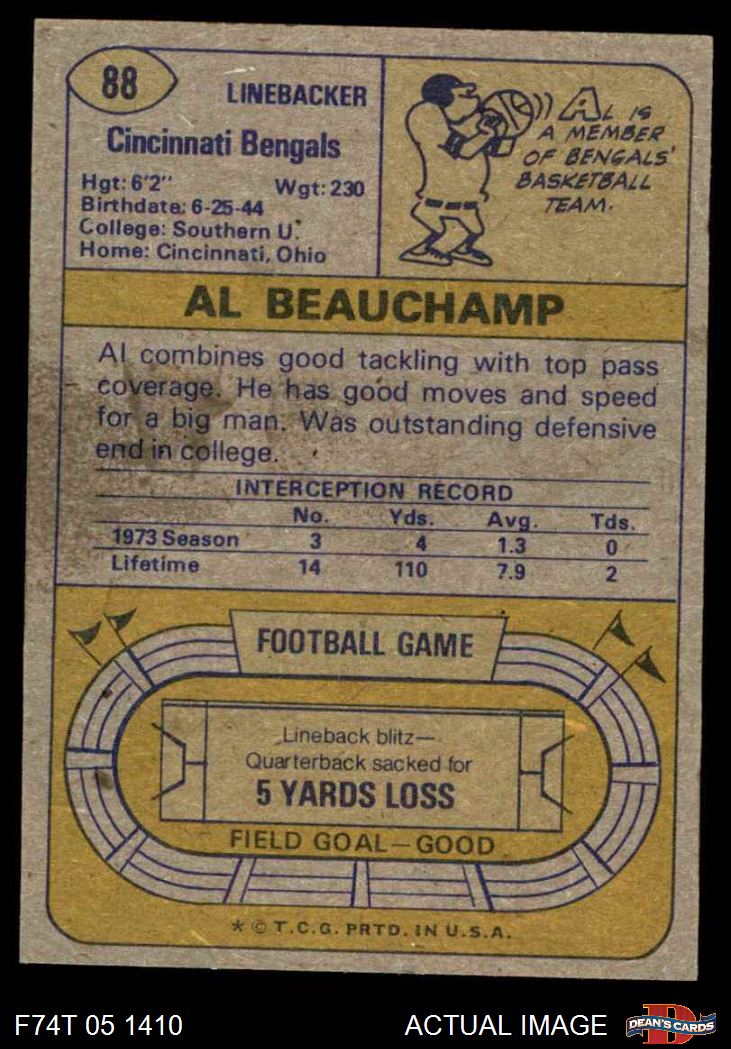 88
LINEBACKER
Cincinnati Bengals
Hgt: 6'2" Wgt: 230
Birthdate: 6-25-44
College: Southern U.
Home: Cincinnati, Ohio
AL IS
A MEMBER
OF BENGALS'
BASKETBALL
TEAM.
AL BEAUCHAMP
Al combines good tackling with top pass
coverage. He has good moves and speed
for a big man. Was outstanding defensive
end in college.
INTERCEPTION RECORD
No. Yds. Avg. Tds.
1973 Season 3 4 1.3 0
Lifetime 14 110 7.9 2
FOOTBALL GAME
Lineback blitz—
Quarterback sacked for
5 YARDS LOSS
FIELD GOAL—GOOD
* © T.C.G. PRTD. IN U.S.A.
F74T 05 1410 ACTUAL IMAGE
D
DEAN'S CARDS